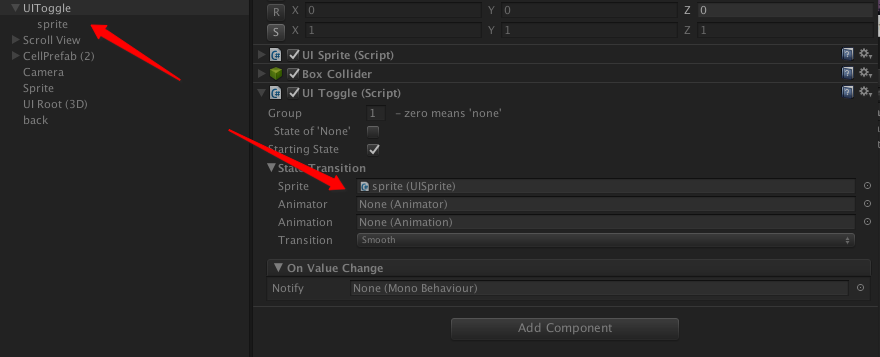 UIToggle
sprite
Scroll View
CellPrefab (2)
Camera
Sprite
UI Root (3D)
back
R X 0 Y 0 Z 0
S X 1 Y 1 Z 1
UI Sprite (Script)
Box Collider
UI Toggle (Script)
Group 1 – zero means 'none'
State of 'None'
Starting State
State Transition
Sprite sprite (UISprite)
Animator None (Animator)
Animation None (Animation)
Transition Smooth
On Value Change
Notify None (Mono Behaviour)
Add Component